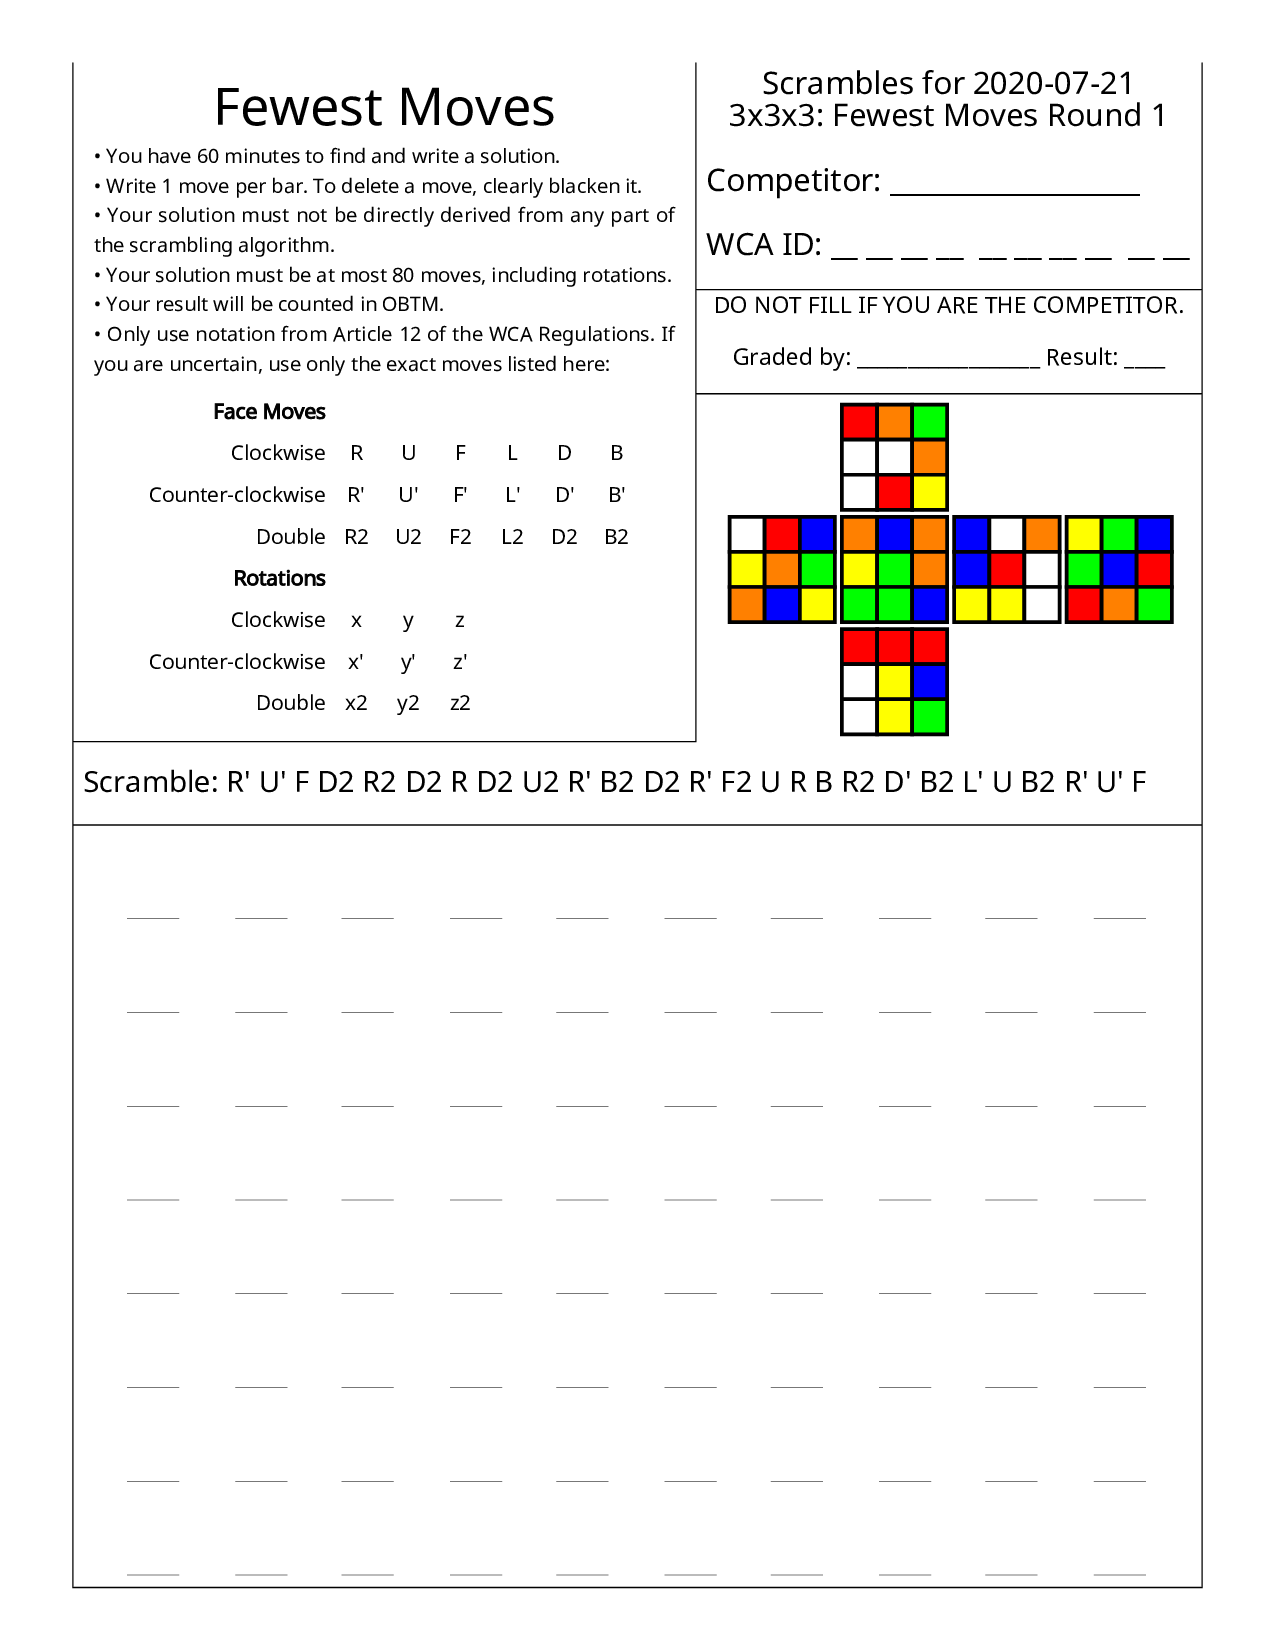 Fewest Moves
• You have 60 minutes to find and write a solution.
• Write 1 move per bar. To delete a move, clearly blacken it.
• Your solution must not be directly derived from any part of
the scrambling algorithm.
• Your solution must be at most 80 moves, including rotations.
• Your result will be counted in OBTM.
• Only use notation from Article 12 of the WCA Regulations. If
you are uncertain, use only the exact moves listed here:
Face Moves
Clockwise R U F L D B
Counter-clockwise R' U' F' L' D' B'
Double R2 U2 F2 L2 D2 B2
Rotations
Clockwise x y z
Counter-clockwise x' y' z'
Double x2 y2 z2
Scrambles for 2020-07-21
3x3x3: Fewest Moves Round 1
Competitor: ________________
WCA ID: __ __ __ __ __ __ __ __ __ __
DO NOT FILL IF YOU ARE THE COMPETITOR.
Graded by: ________________ Result: ____
Scramble: R' U' F D2 R2 D2 R D2 U2 R' B2 D2 R' F2 U R B R2 D' B2 L' U B2 R' U' F